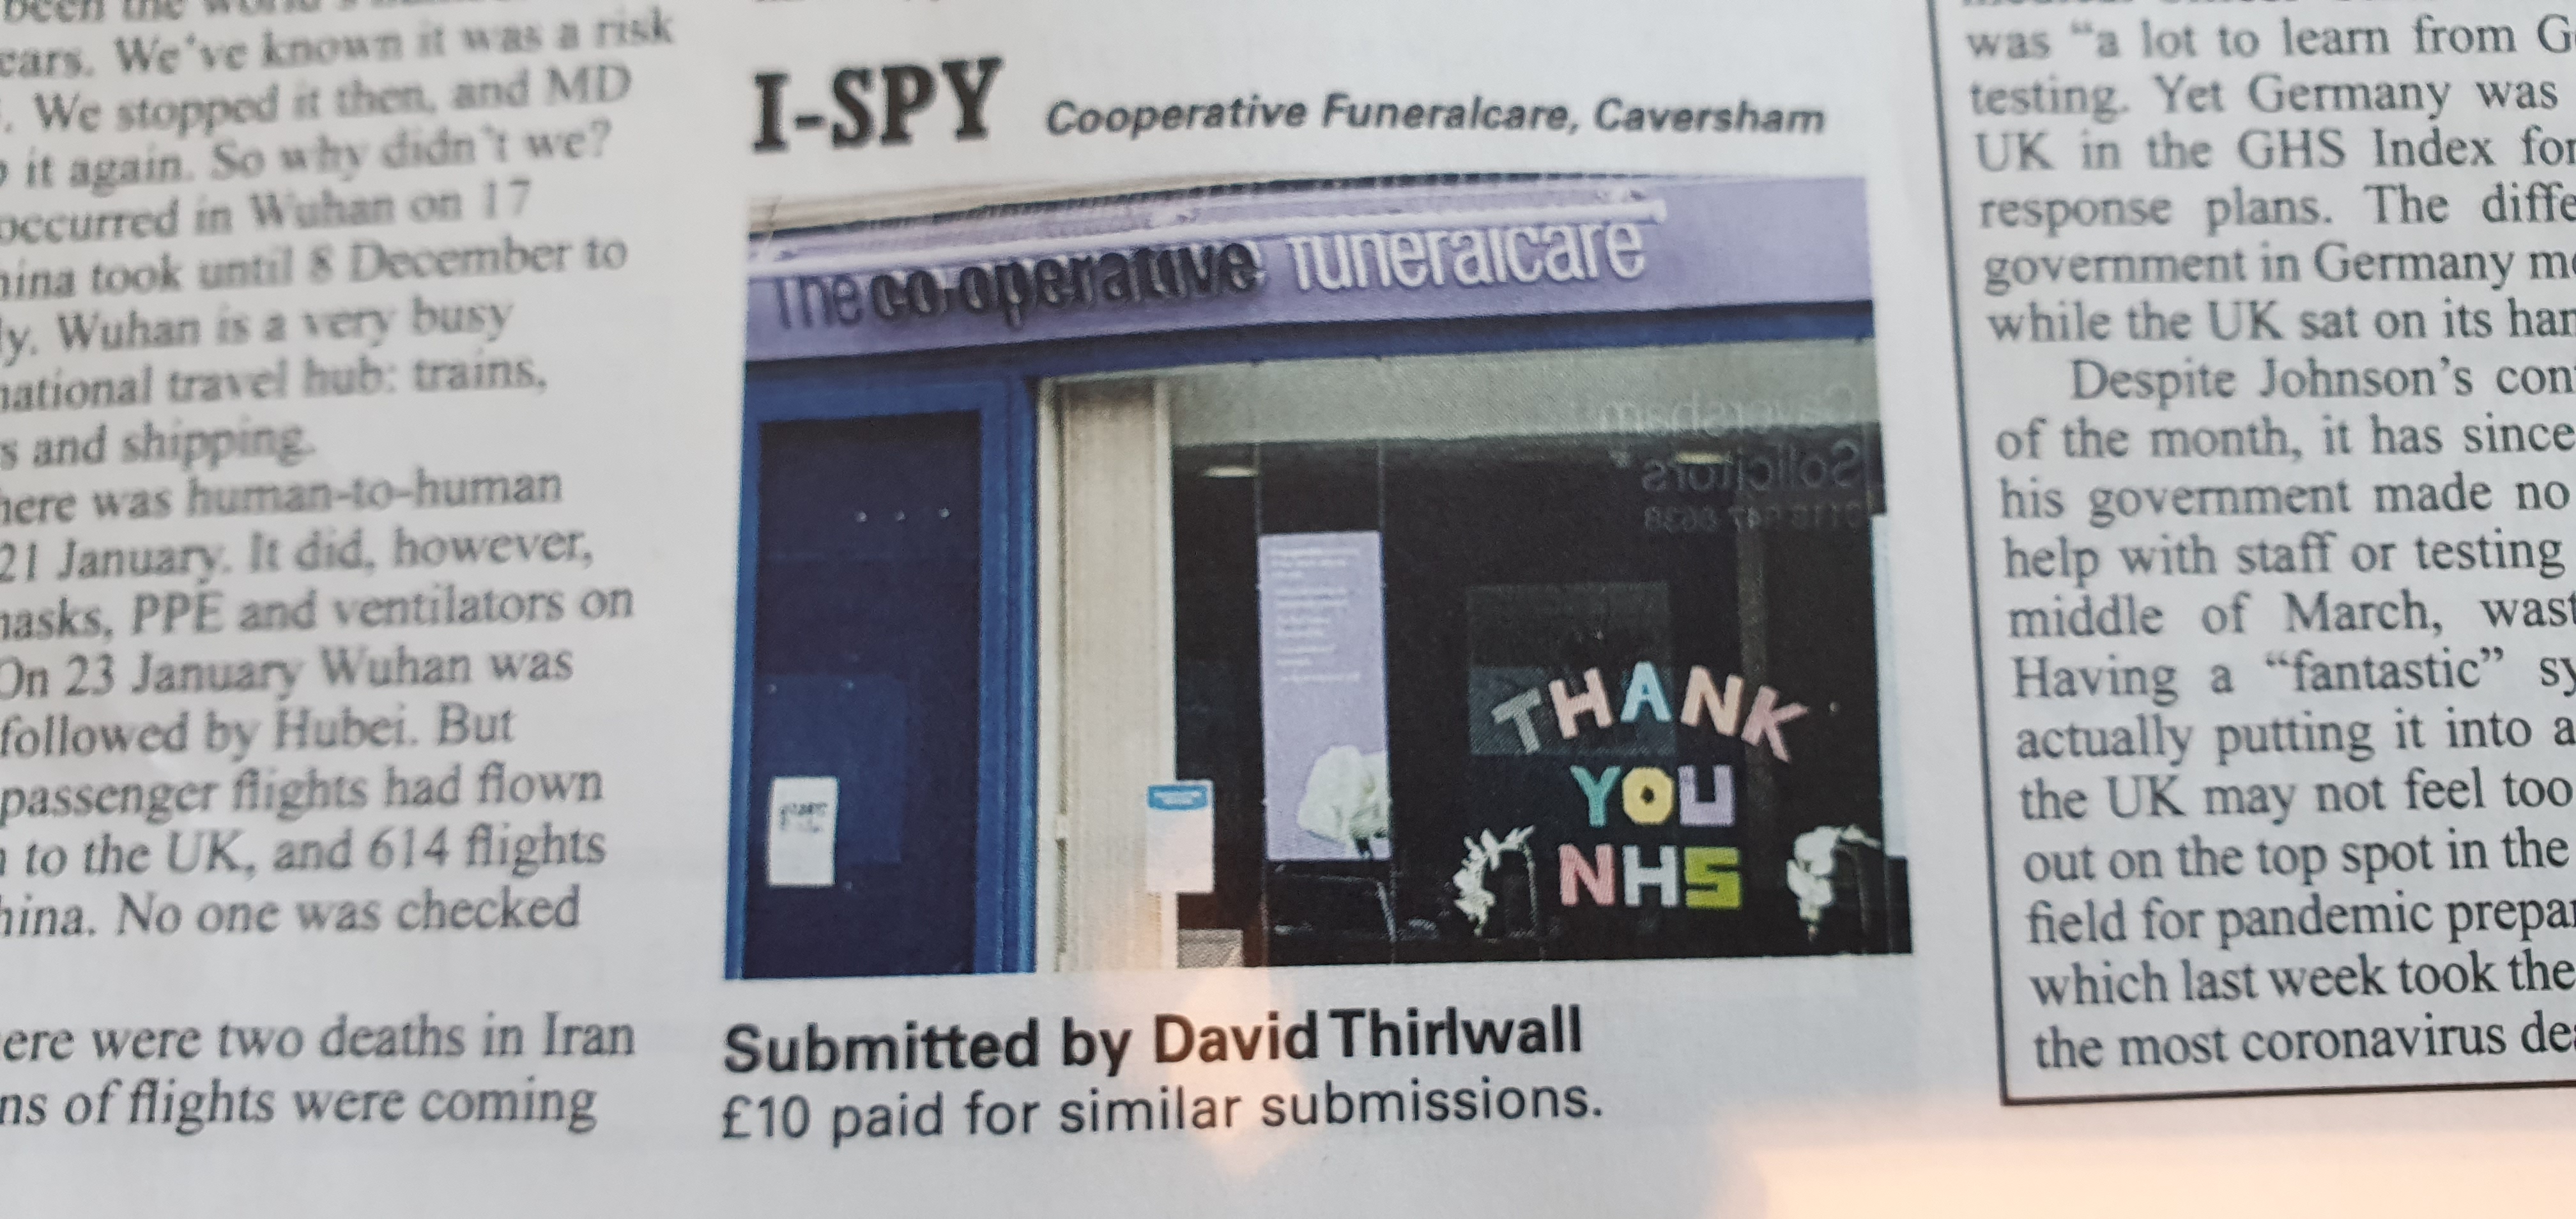 cars. We've known it was a risk
. We stopped it then, and MD
it again. So why didn't we?
occurred in Wuhan on 17
took until 8 December to
ly. Wuhan is a very busy
national travel hub: trains,
s and shipping.
here was human-to-human
21 January. It did, however,
masks, PPE and ventilators on
On 23 January Wuhan was
followed by Hubei. But
passenger flights had flown
to the UK, and 614 flights
hina. No one was checked
ere were two deaths in Iran
ns of flights were coming
I-SPY Cooperative Funeralcare, Caversham
The co-operative funeralcare
Caversham
Solicitors
THANK
YOU
NHS
Submitted by David Thirlwall
£10 paid for similar submissions.
was "a lot to learn from G
testing. Yet Germany was
UK in the GHS Index for
response plans. The diffe
government in Germany m
while the UK sat on its han
Despite Johnson's con
of the month, it has since
his government made no
help with staff or testing
middle of March, wast
Having a "fantastic" sy
actually putting it into a
the UK may not feel too
out on the top spot in the
field for pandemic prepar
which last week took the
the most coronavirus de